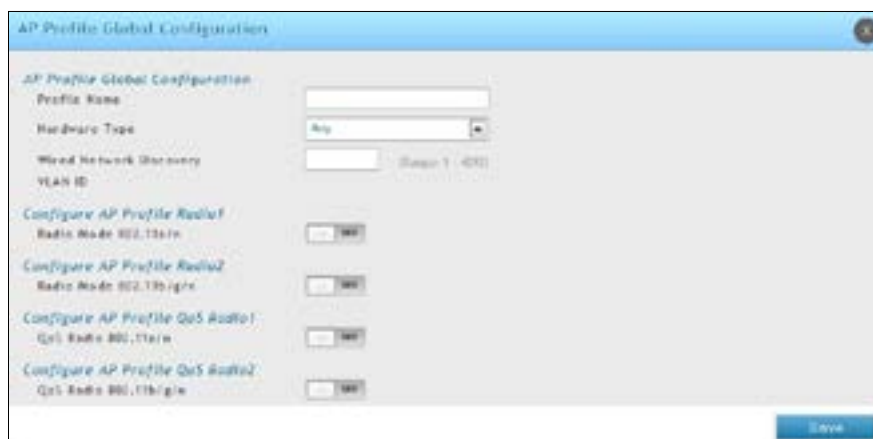 AP Profile Global Configuration
AP Profile Global Configuration
Profile Name
Hardware Type
Any
Wired Network Discovery
VLAN ID
(Range: 1 - 4093)
Configure AP Profile Radio1
Radio Mode 802.11a/n
OFF
Configure AP Profile Radio2
Radio Mode 802.11b/g/n
OFF
Configure AP Profile QoS Radio1
QoS Radio 802.11a/n
OFF
Configure AP Profile QoS Radio2
QoS Radio 802.11b/g/n
OFF
Save